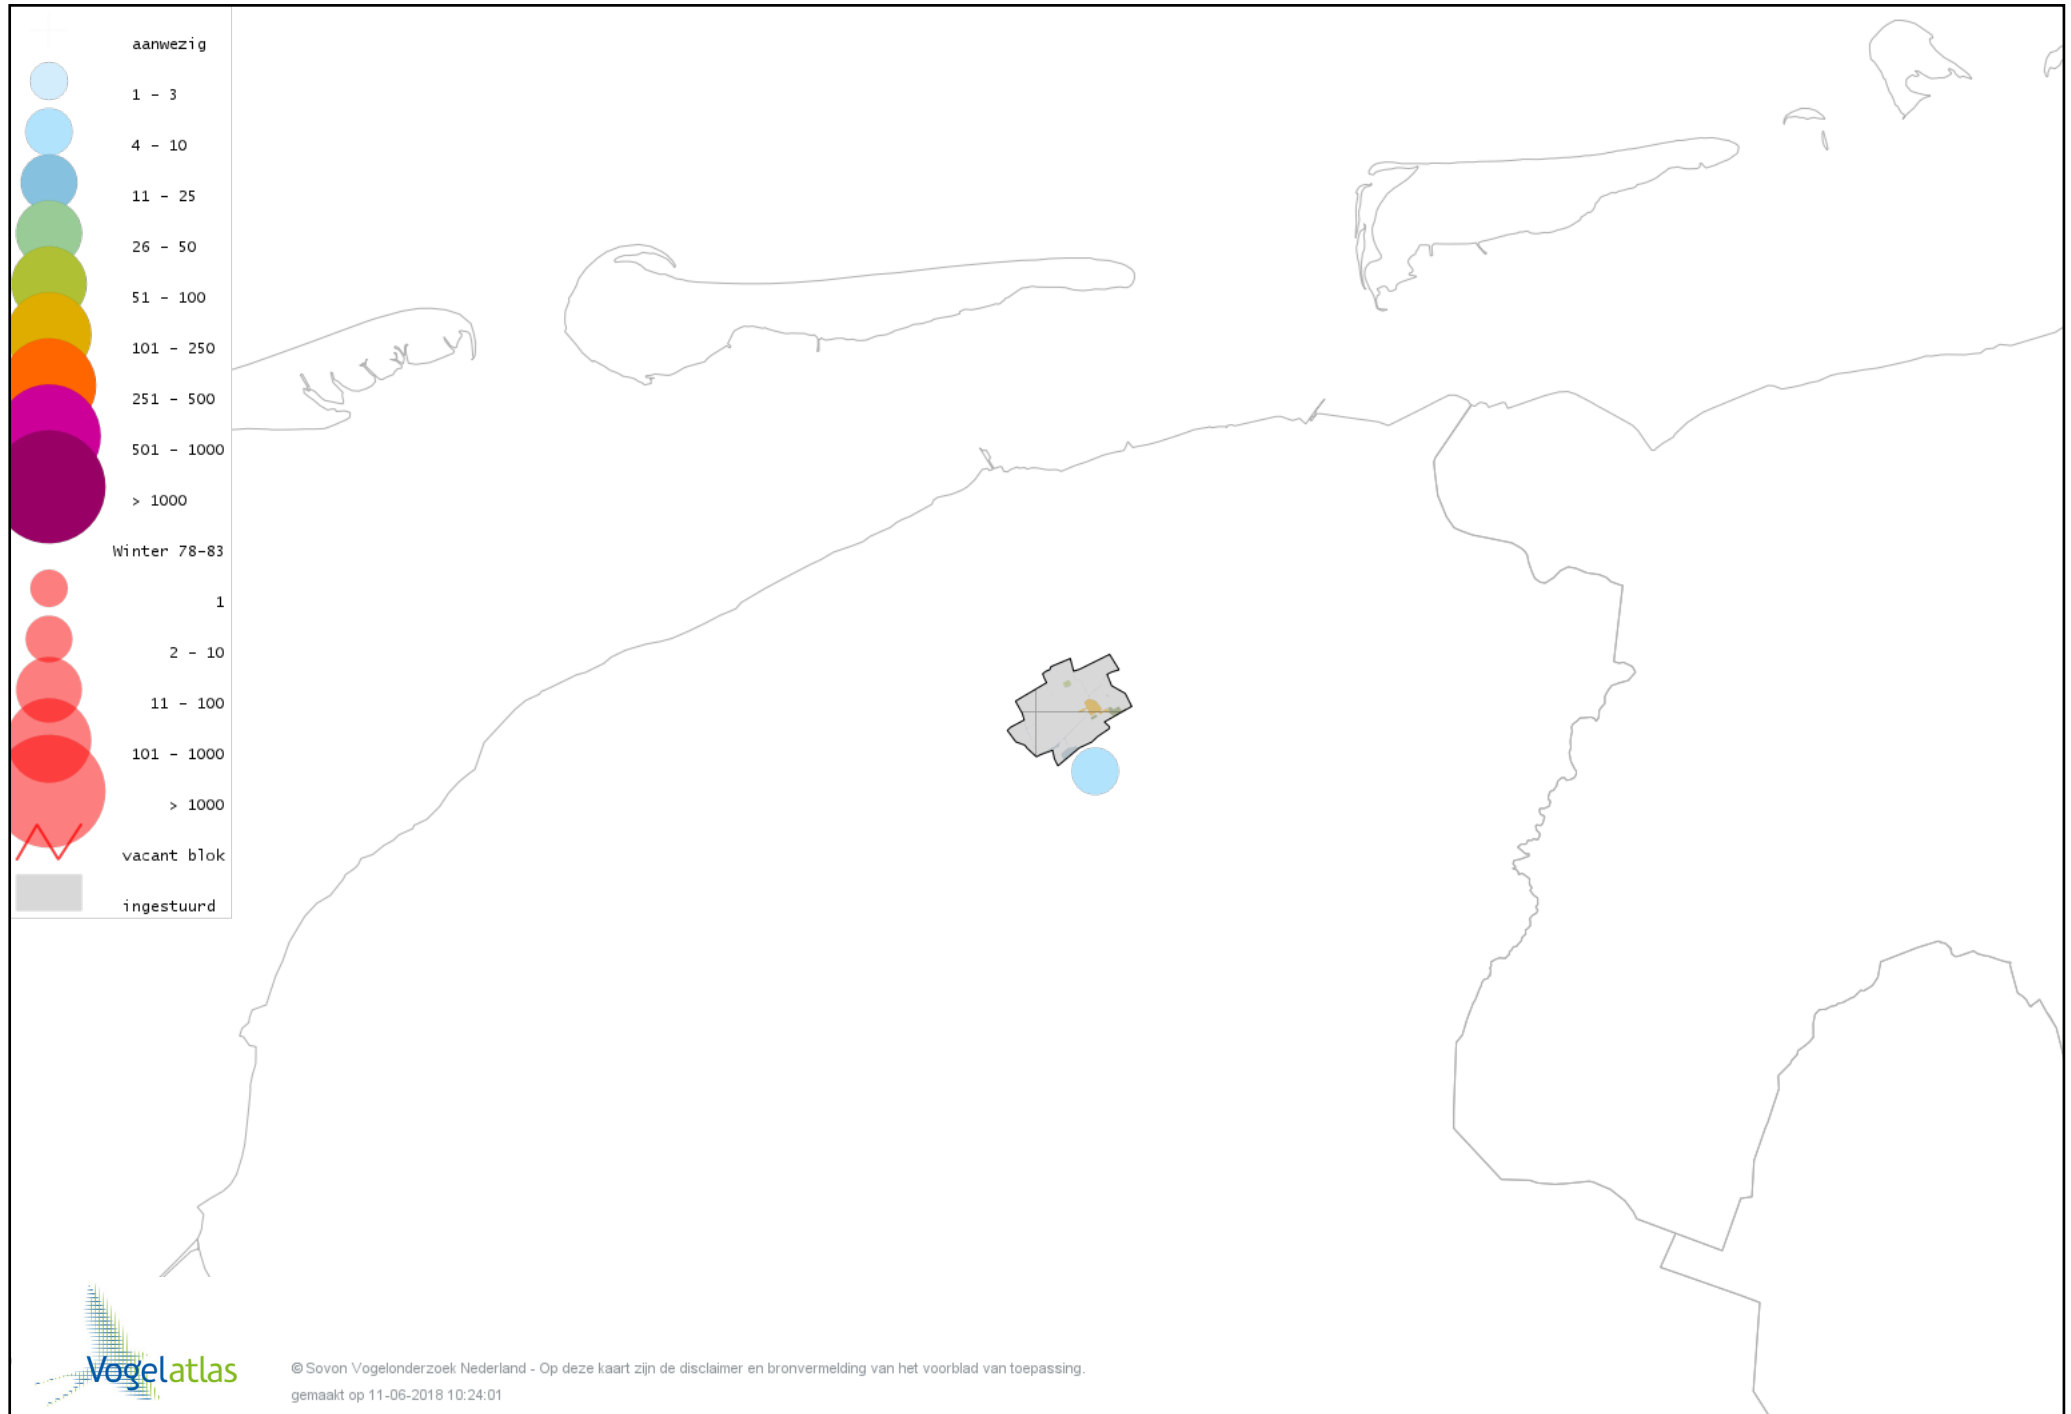 aanwezig
1 - 3
4 - 10
11 - 25
26 - 50
51 - 100
101 - 250
251 - 500
501 - 1000
> 1000
Winter 78-83
1
2 - 10
11 - 100
101 - 1000
> 1000
vacant blok
ingestuurd
Vogelatlas
© Sovon Vogelonderzoek Nederland - Op deze kaart zijn de disclaimer en bronvermelding van het voorblad van toepassing.
gemaakt op 11-06-2018 10:24:01